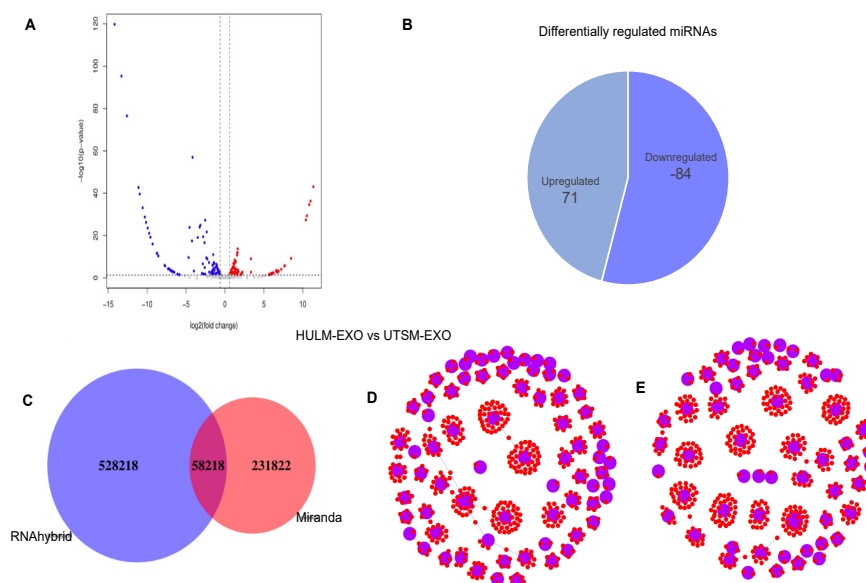 A
120
100
80
60
40
20
0
−log10(p−value)
−15
−10
−5
0
5
10
log2(fold change)
B
Differentially regulated miRNAs
Upregulated
71
Downregulated
-84
HULM-EXO vs UTSM-EXO
C
528218
58218
231822
RNAhybrid
Miranda
D
E